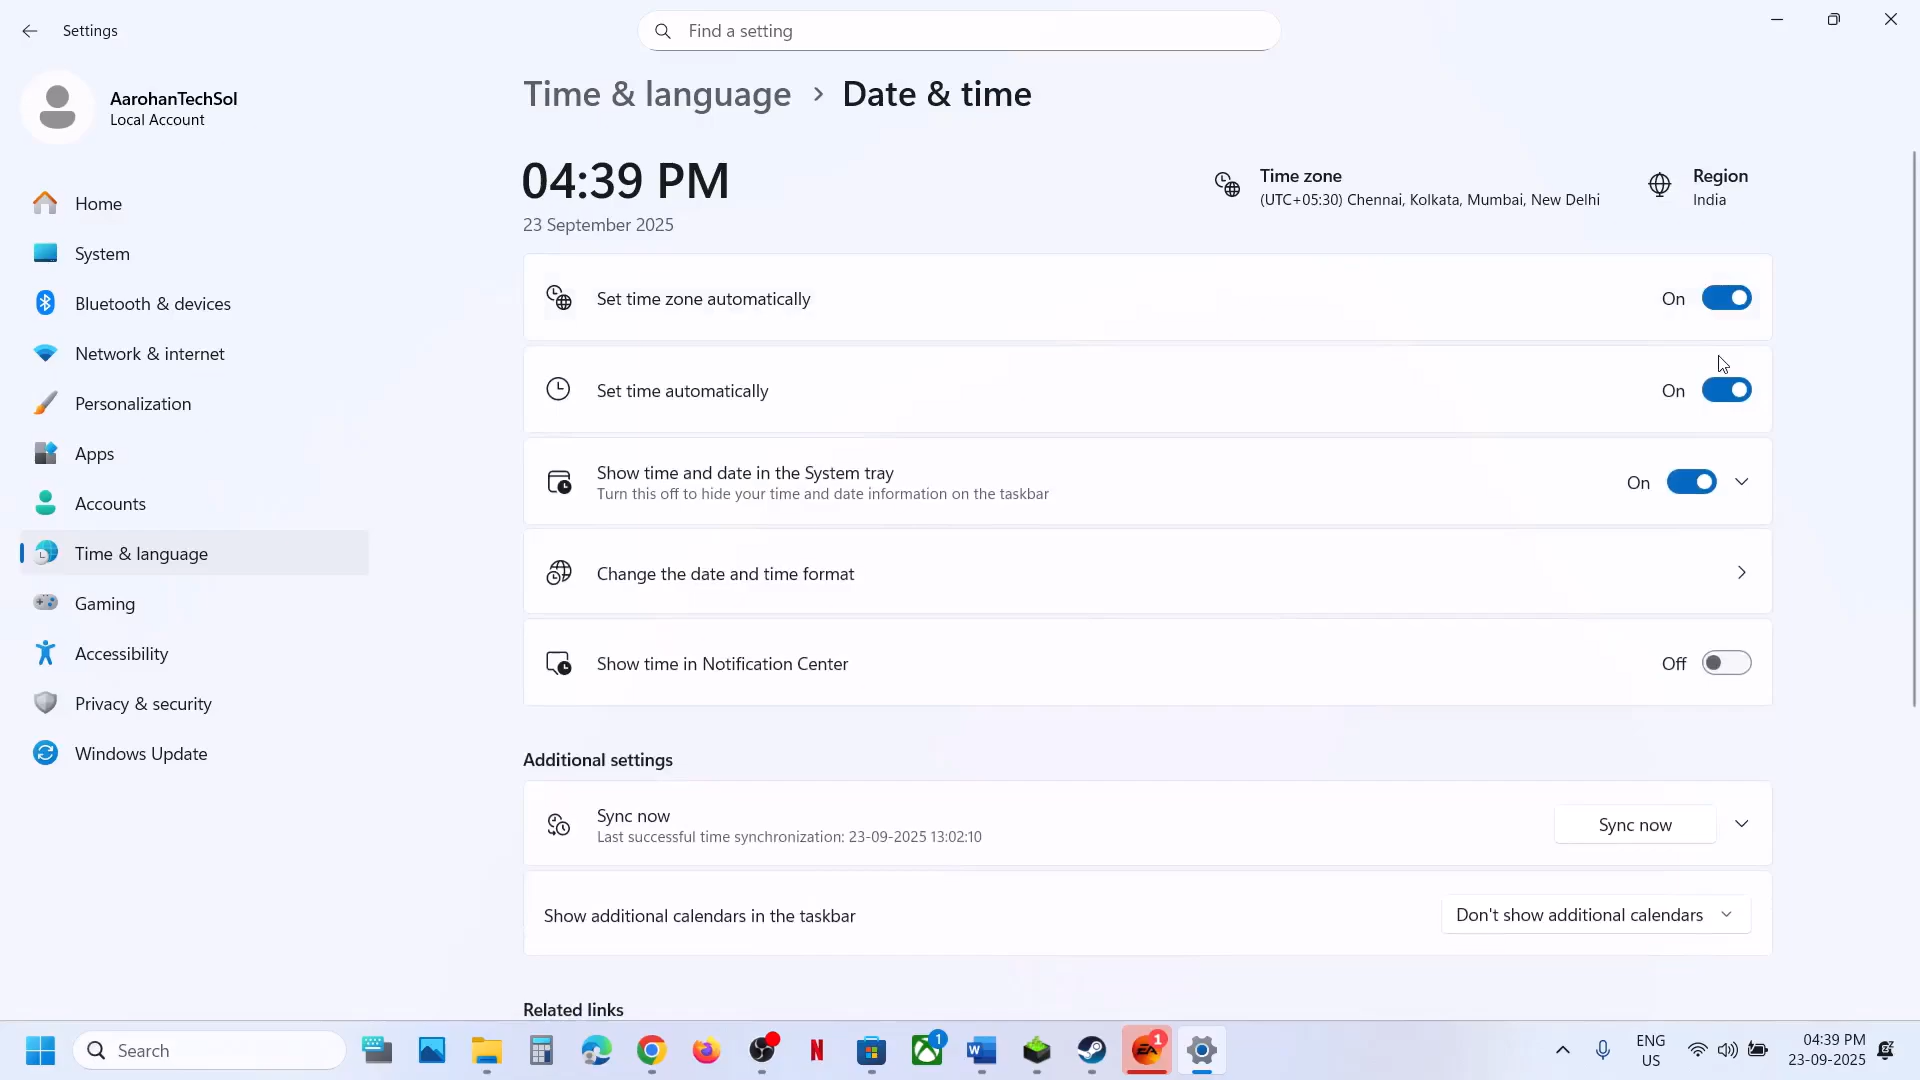 Settings
Find a setting
AarohanTechSol
Local Account
Home
System
Bluetooth & devices
Network & internet
Personalization
Apps
Accounts
Time & language
Gaming
Accessibility
Privacy & security
Windows Update
Time & language > Date & time
04:39 PM
23 September 2025
Time zone
(UTC+05:30) Chennai, Kolkata, Mumbai, New Delhi
Region
India
Set time zone automatically
On
Set time automatically
On
Show time and date in the System tray
Turn this off to hide your time and date information on the taskbar
On
Change the date and time format
Show time in Notification Center
Off
Additional settings
Sync now
Last successful time synchronization: 23-09-2025 13:02:10
Sync now
Show additional calendars in the taskbar
Don't show additional calendars
Related links
Search
N
1
W
EA
1
ENG
US
04:39 PM
23-09-2025